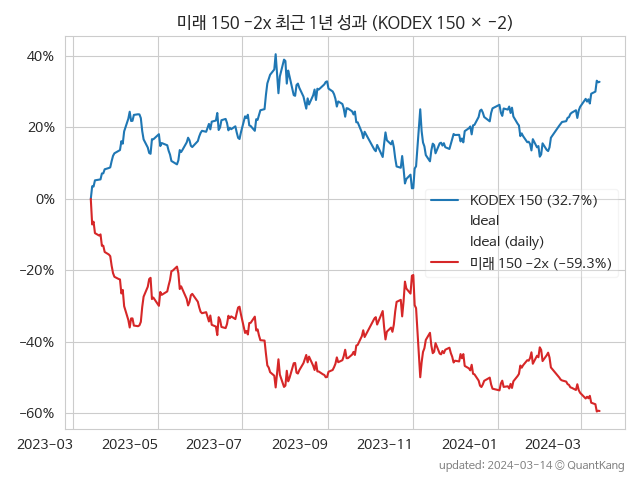 미래 150 −2x 최근 1년 성과 (KODEX 150 × −2)
40%
20%
0%
−20%
−40%
−60%
KODEX 150 (32.7%)
Ideal
Ideal (daily)
미래 150 −2x (−59.3%)
2023-03
2023-05
2023-07
2023-09
2023-11
2024-01
2024-03
updated: 2024-03-14 © QuantKang